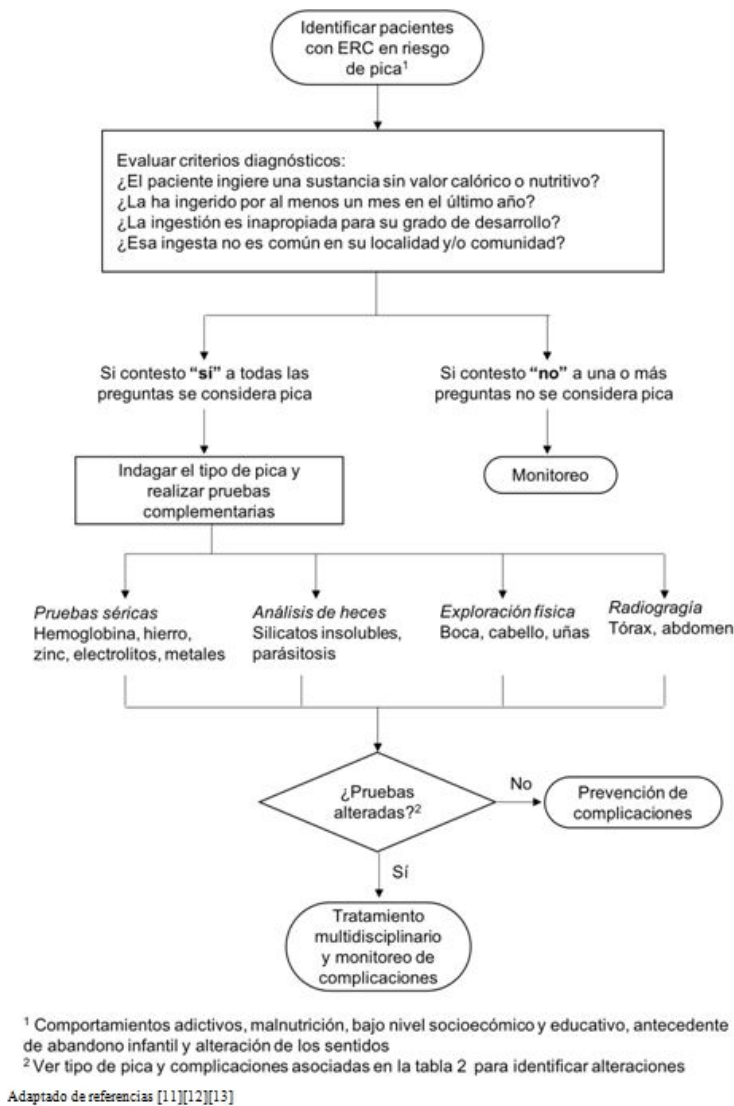 Identificar pacientes
con ERC en riesgo
de pica¹
Evaluar criterios diagnósticos:
¿El paciente ingiere una sustancia sin valor calórico o nutritivo?
¿La ha ingerido por al menos un mes en el último año?
¿La ingestión es inapropiada para su grado de desarrollo?
¿Esa ingesta no es común en su localidad y/o comunidad?
Si contesto “sí” a todas las
preguntas se considera pica
Si contesto “no” a una o más
preguntas no se considera pica
Indagar el tipo de pica y
realizar pruebas
complementarias
Monitoreo
Pruebas séricas
Hemoglobina, hierro,
zinc, electrolitos, metales
Análisis de heces
Silicatos insolubles,
parásitosis
Exploración física
Boca, cabello, uñas
Radiogragía
Tórax, abdomen
¿Pruebas
alteradas?²
No
Prevención de
complicaciones
Sí
Tratamiento
multidisciplinario
y monitoreo de
complicaciones
¹ Comportamientos adictivos, malnutrición, bajo nivel socioecómico y educativo, antecedente
de abandono infantil y alteración de los sentidos
² Ver tipo de pica y complicaciones asociadas en la tabla 2 para identificar alteraciones
Adaptado de referencias [11][12][13]